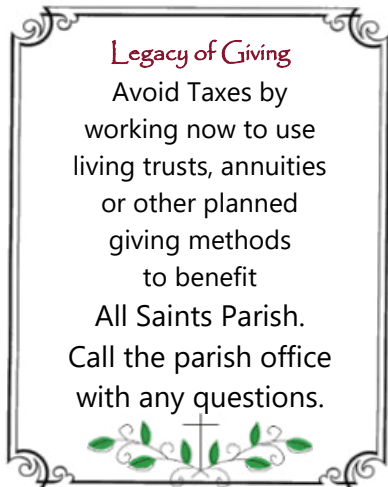 Legacy of Giving
Avoid Taxes by
working now to use
living trusts, annuities
or other planned
giving methods
to benefit
All Saints Parish.
Call the parish office
with any questions.